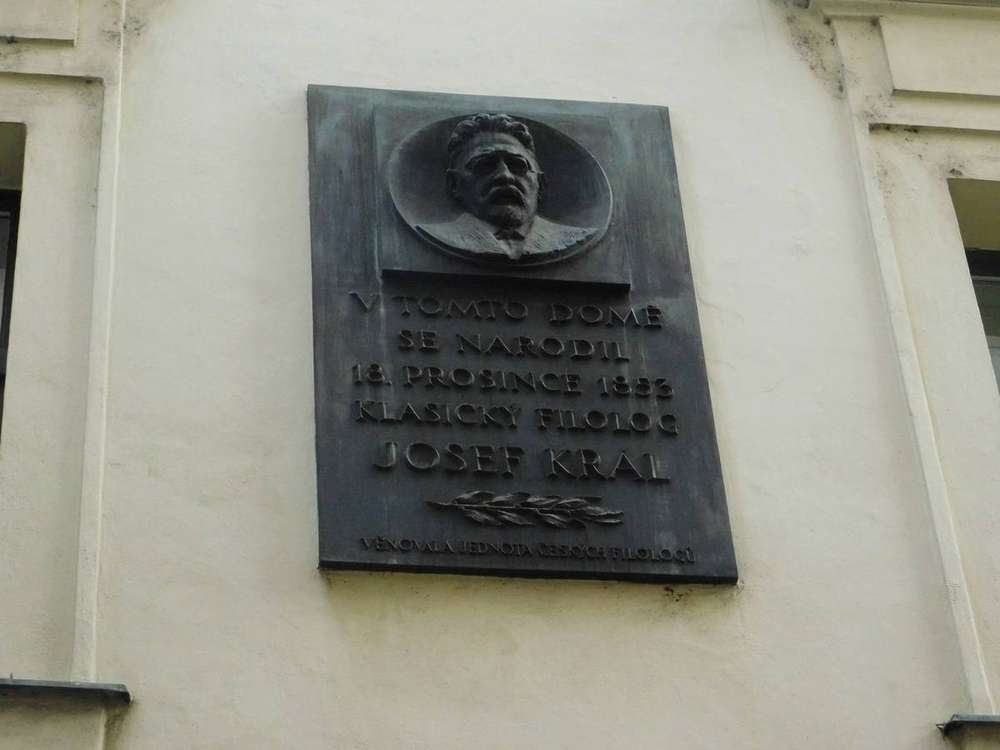 V TOMTO DOMĚ
SE NARODIL
18. PROSINCE 1853
KLASICKÝ FILOLOG
JOSEF KRÁL
VĚNOVALA JEDNOTA ČESKÝCH FILOLOGŮ